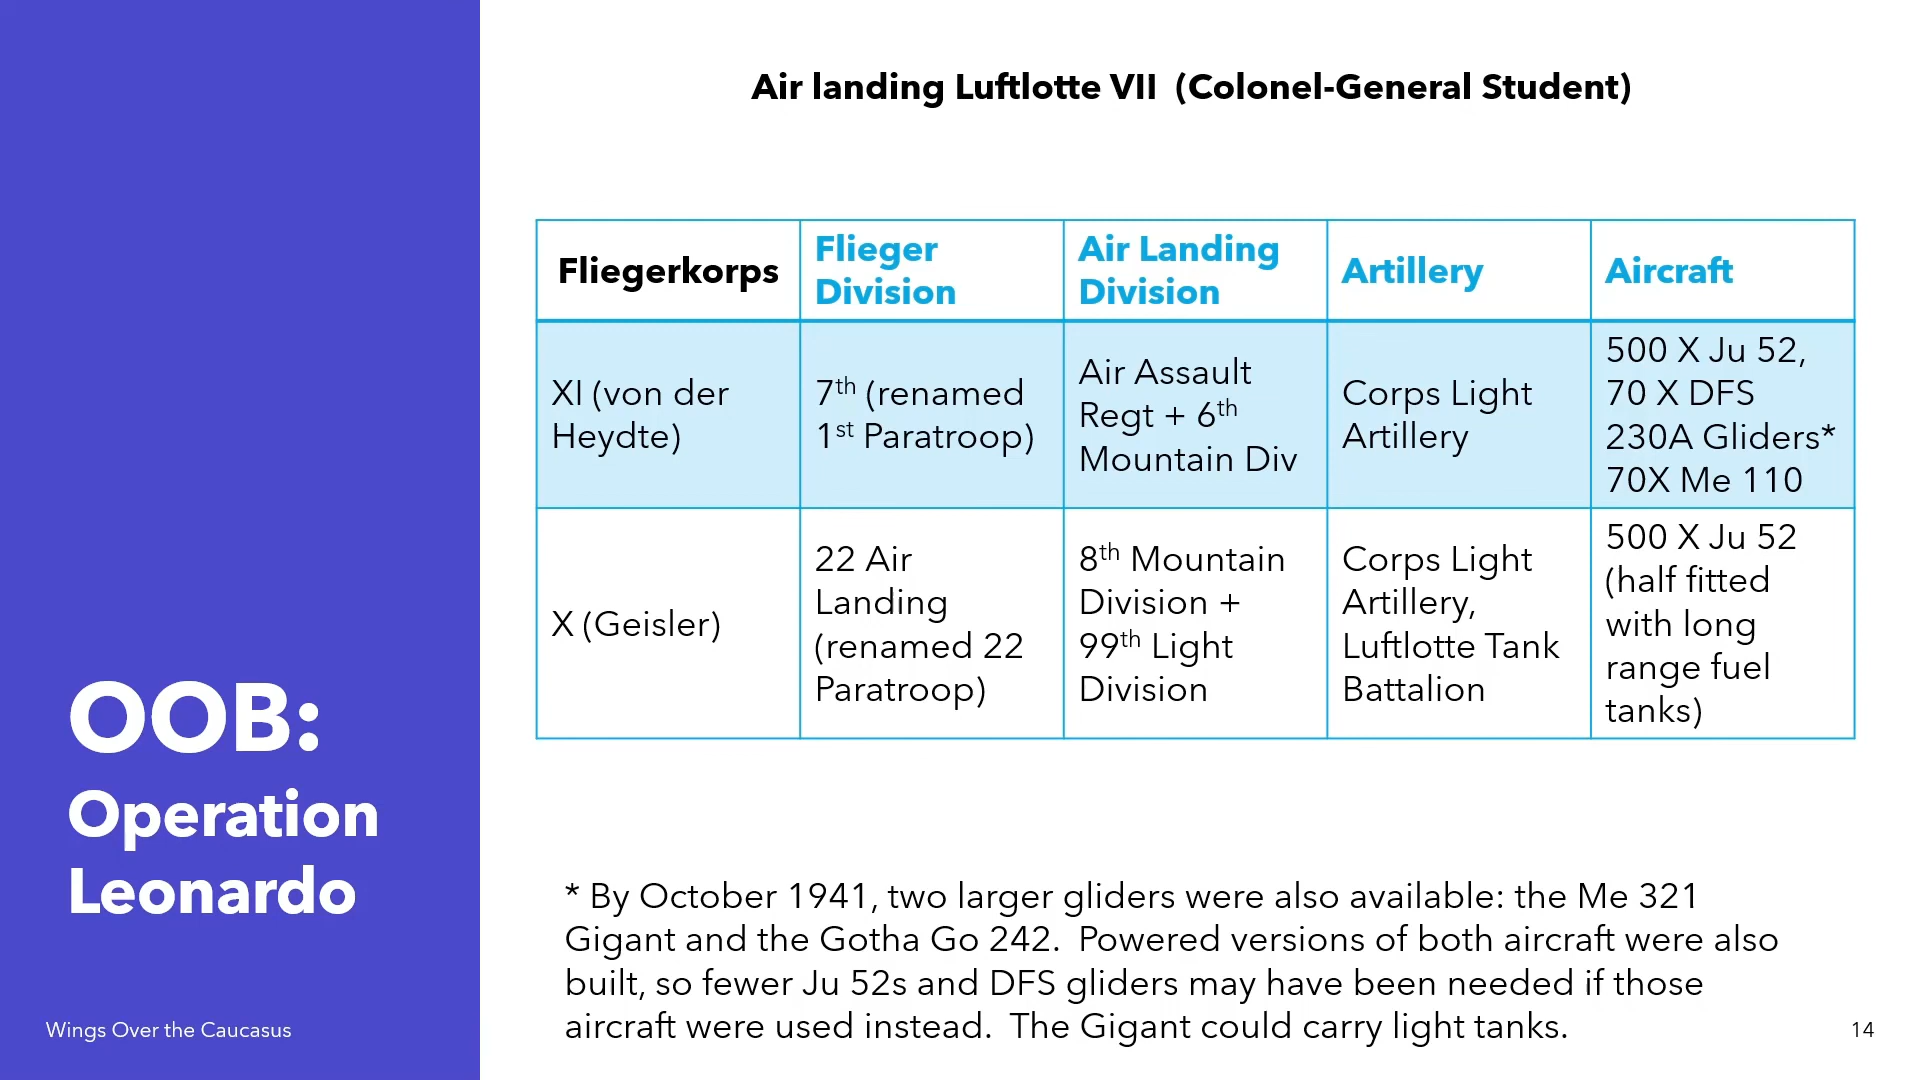 Air landing Luftlotte VII (Colonel-General Student)
Fliegerkorps
Flieger
Division
Air Landing
Division
Artillery
Aircraft
XI (von der
Heydte)
7th (renamed
1st Paratroop)
Air Assault
Regt + 6th
Mountain Div
Corps Light
Artillery
500 X Ju 52,
70 X DFS
230A Gliders*
70X Me 110
X (Geisler)
22 Air
Landing
(renamed 22
Paratroop)
8th Mountain
Division +
99th Light
Division
Corps Light
Artillery,
Luftlotte Tank
Battalion
500 X Ju 52
(half fitted
with long
range fuel
tanks)
OOB:
Operation
Leonardo
* By October 1941, two larger gliders were also available: the Me 321
Gigant and the Gotha Go 242. Powered versions of both aircraft were also
built, so fewer Ju 52s and DFS gliders may have been needed if those
aircraft were used instead. The Gigant could carry light tanks.
Wings Over the Caucasus
14